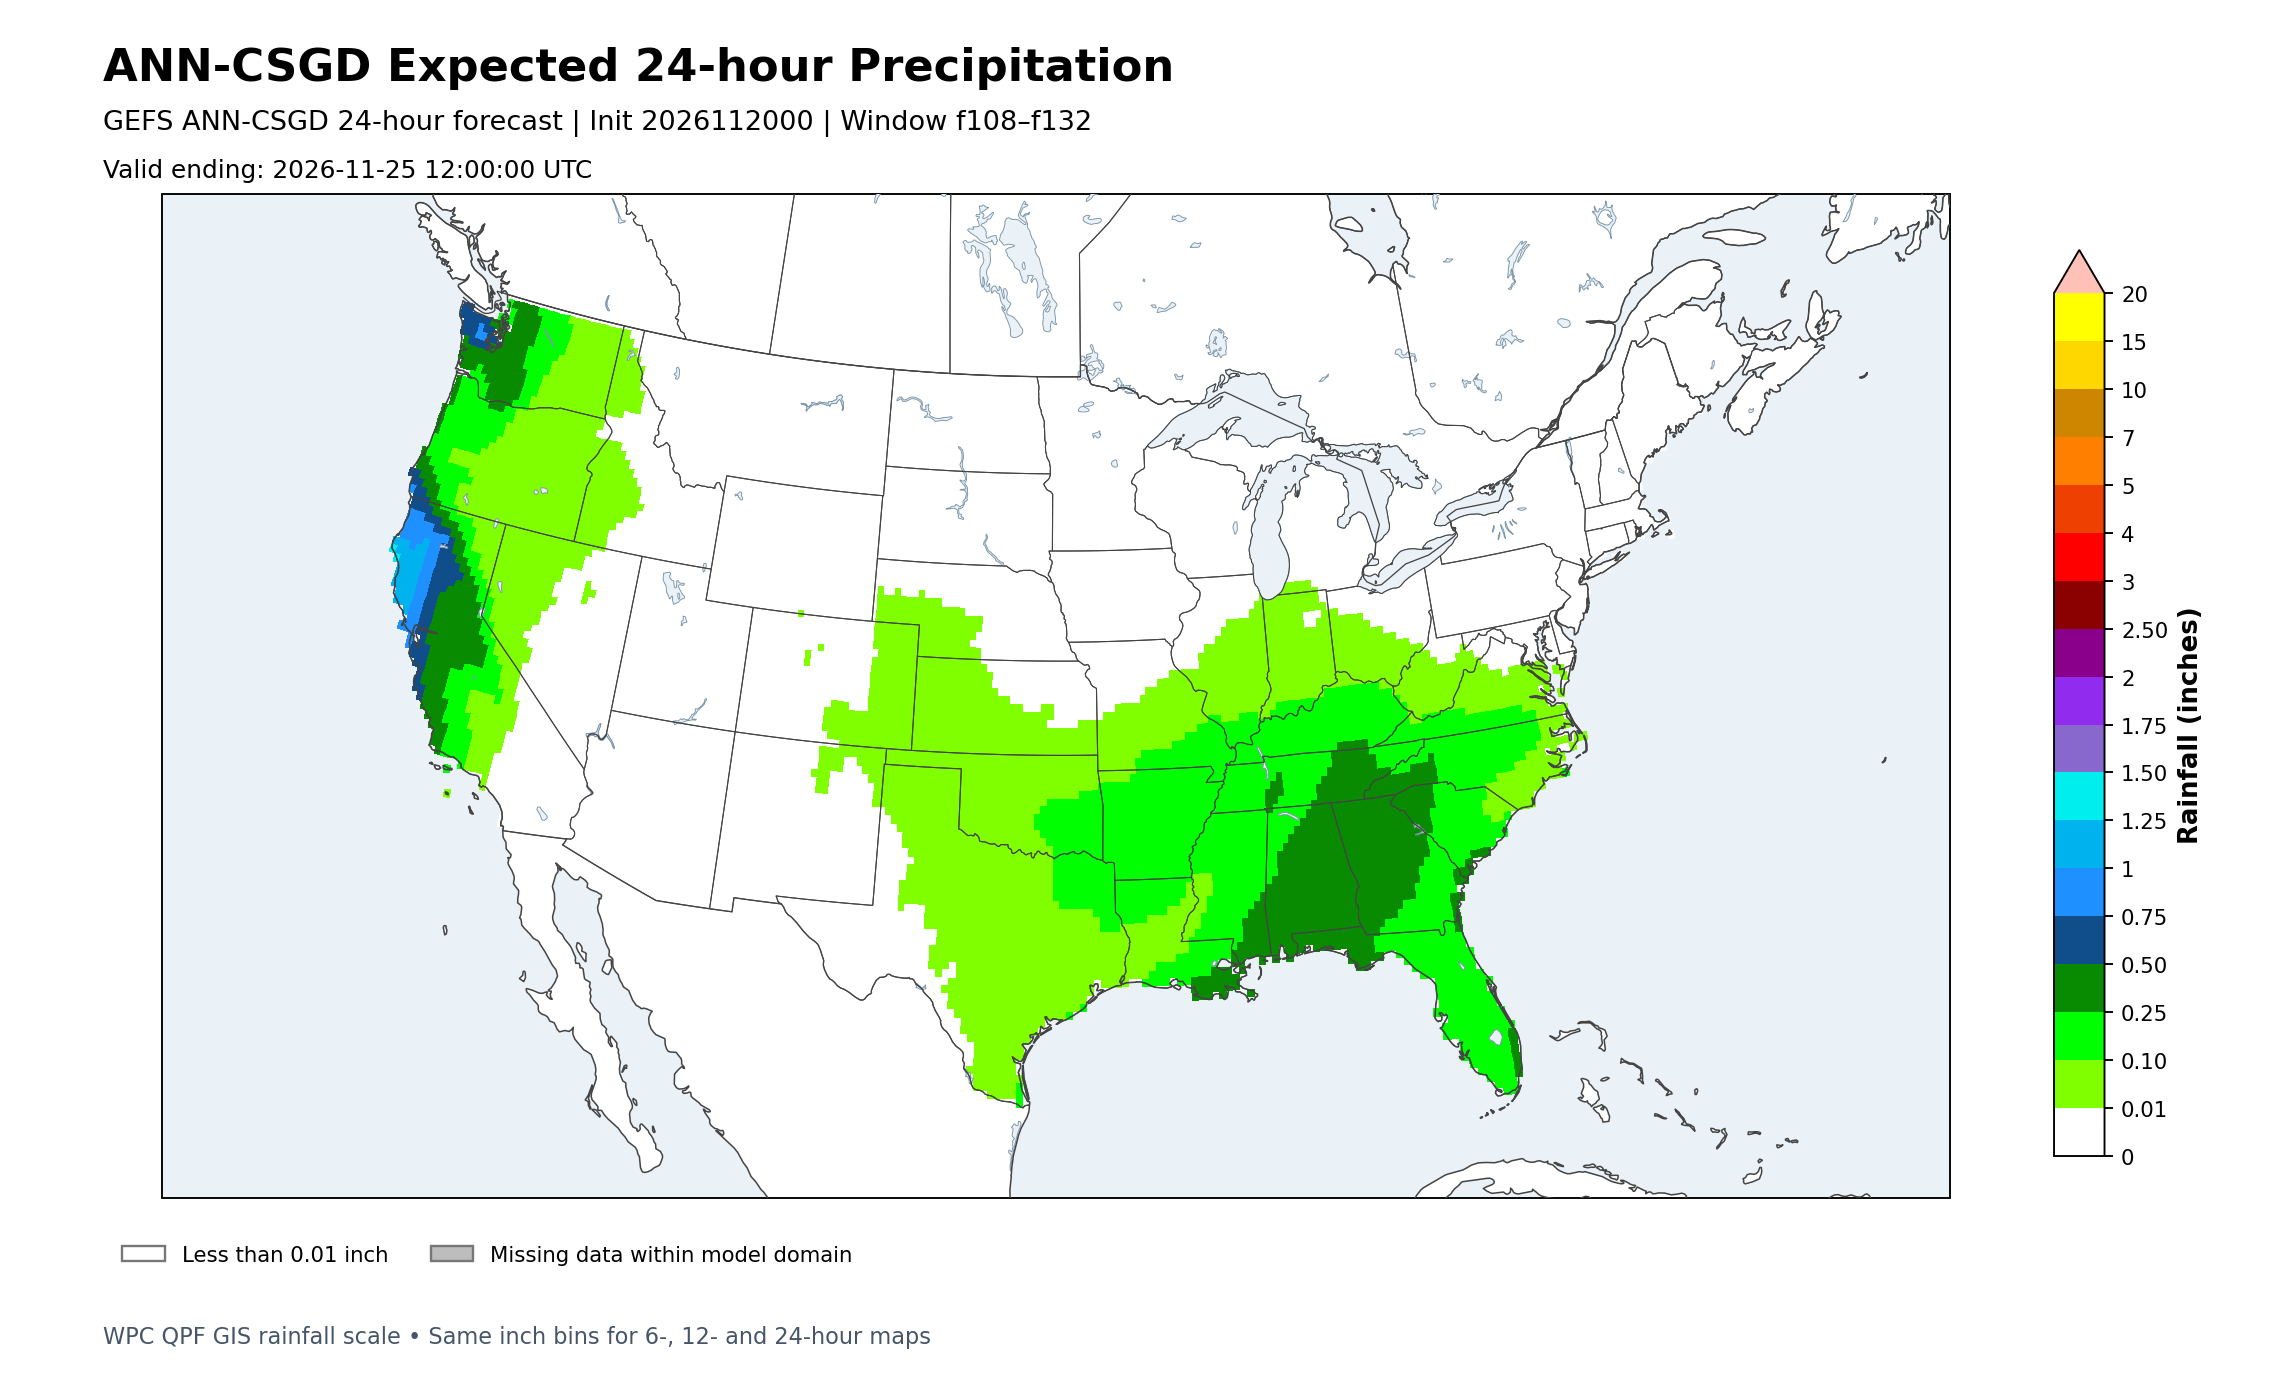 ANN-CSGD Expected 24-hour Precipitation
GEFS ANN-CSGD 24-hour forecast | Init 2026112000 | Window f108–f132
Valid ending: 2026-11-25 12:00:00 UTC
20
15
10
7
5
4
3
2.50
2
1.75
1.50
1.25
1
0.75
0.50
0.25
0.10
0.01
0
Rainfall (inches)
Less than 0.01 inch
Missing data within model domain
WPC QPF GIS rainfall scale • Same inch bins for 6-, 12- and 24-hour maps